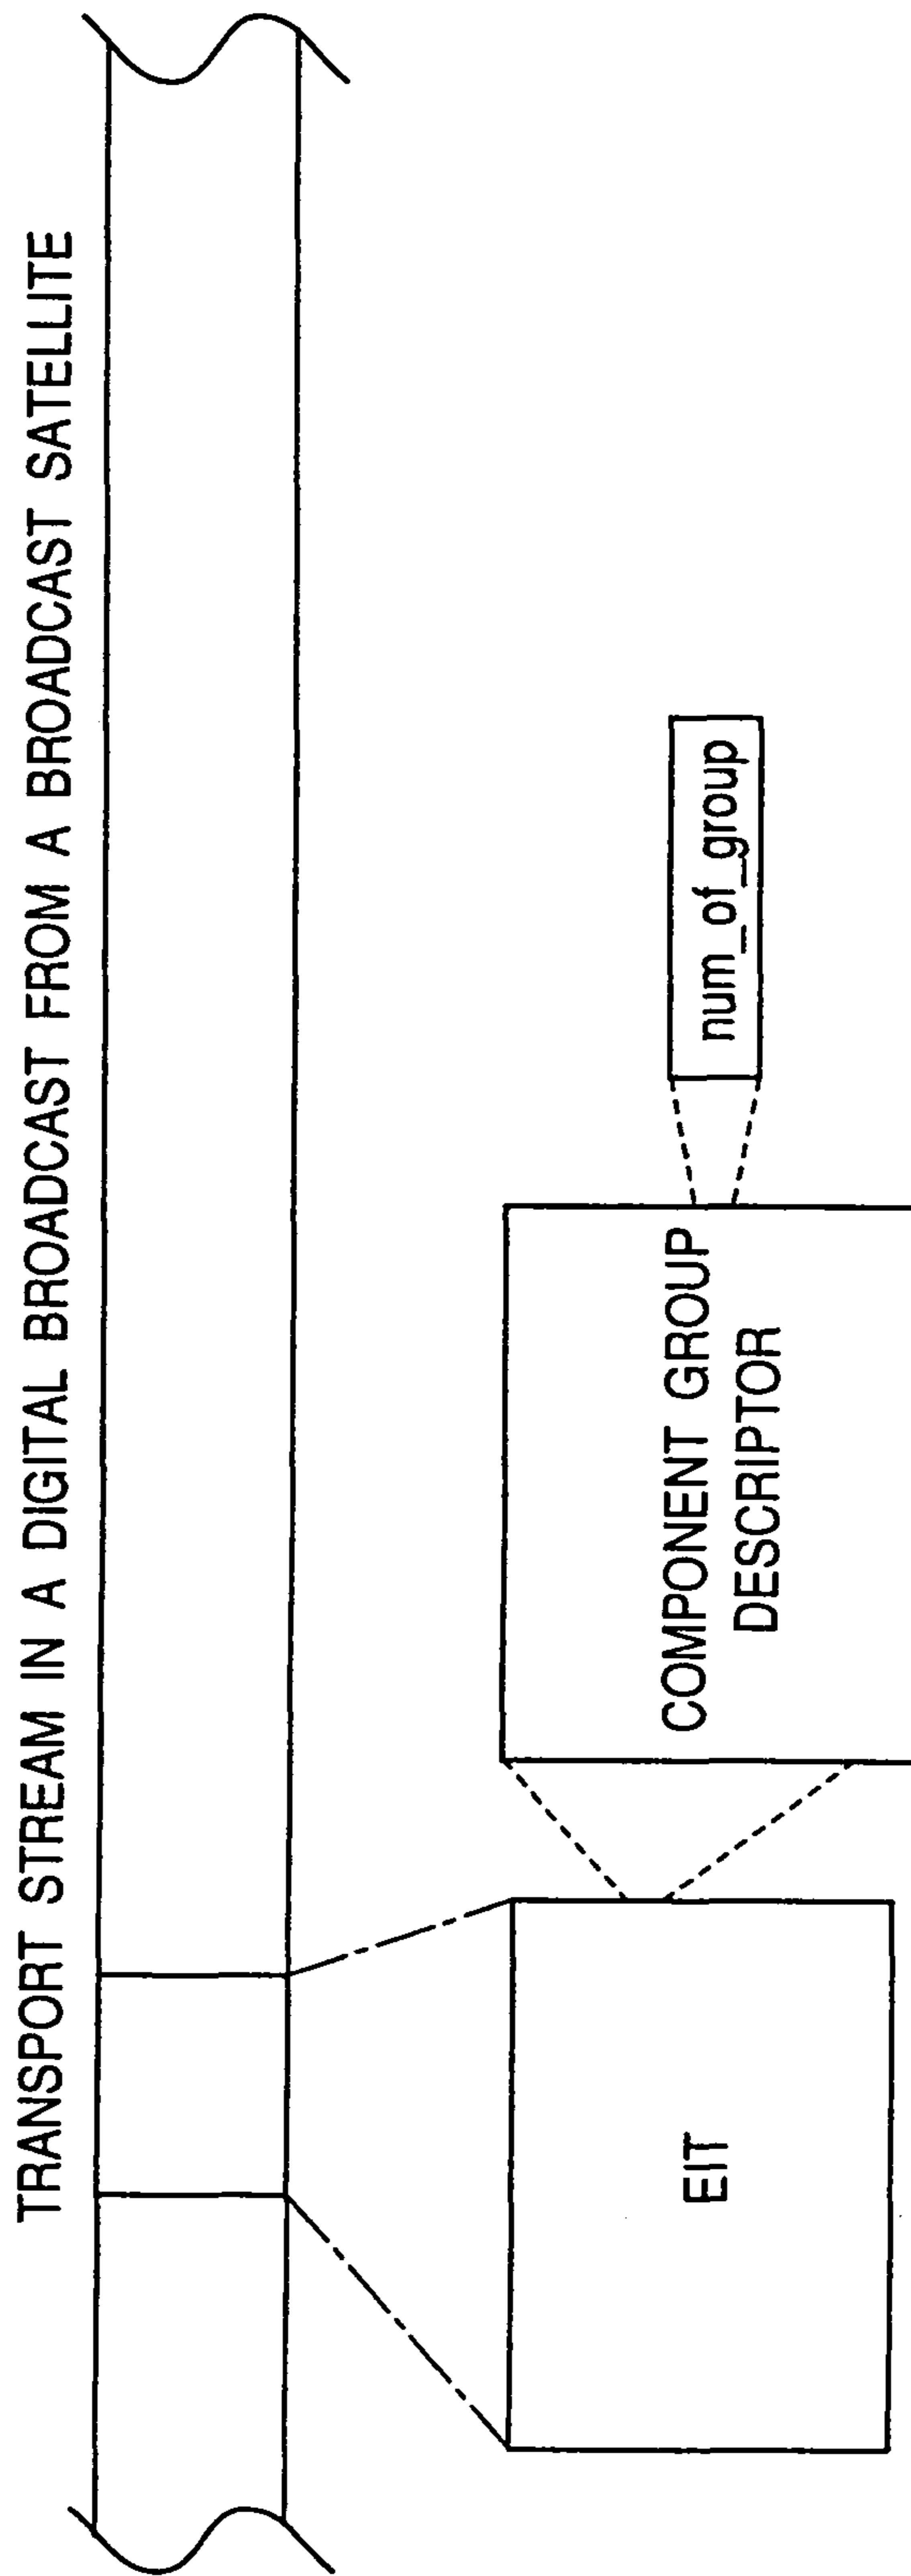 TRANSPORT STREAM IN A DIGITAL BROADCAST FROM A BROADCAST SATELLITE
EIT
COMPONENT GROUP
DESCRIPTOR
num_of_group